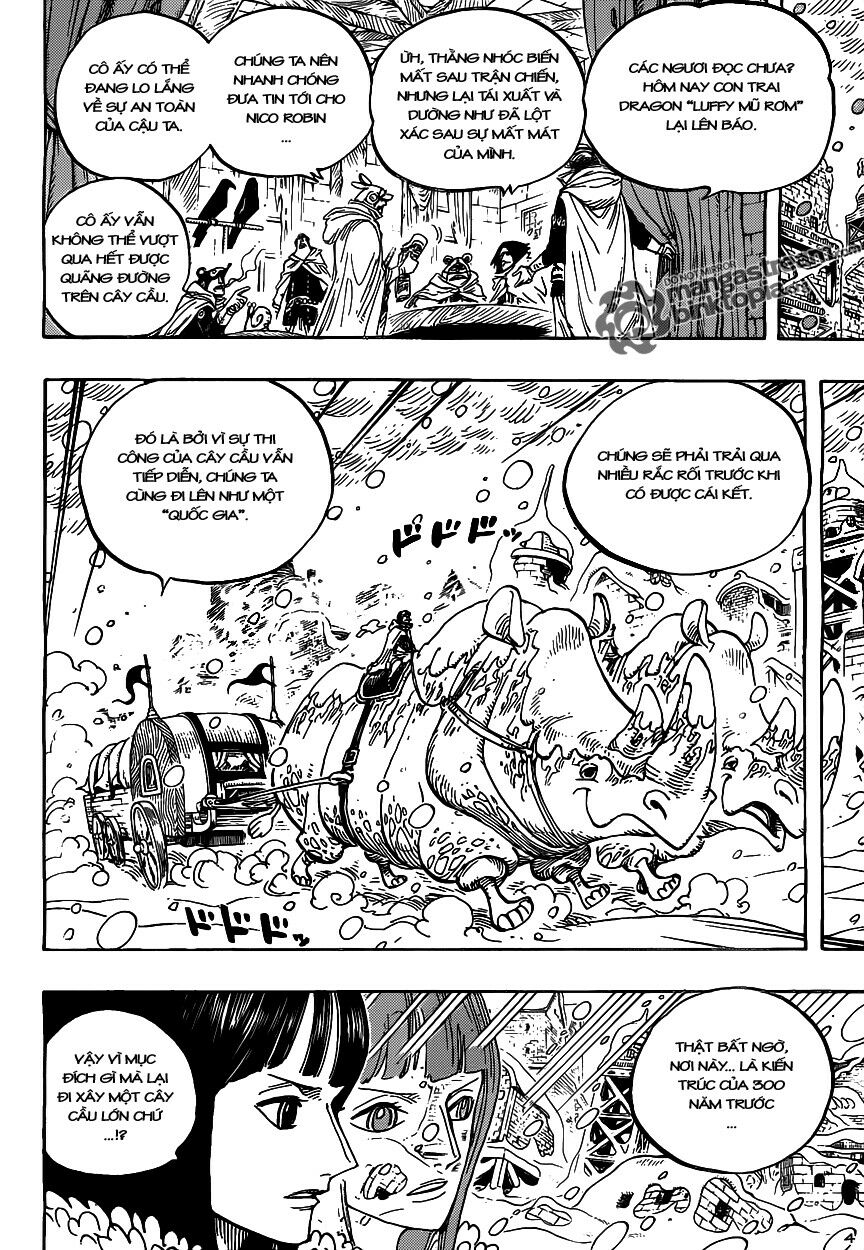 CÁC NGƯƠI ĐỌC CHƯA?
HÔM NAY CON TRAI
DRAGON "LUFFY MŨ RƠM"
LẠI LÊN BÁO.
ỪH, THẰNG NHÓC BIẾN
MẤT SAU TRẬN CHIẾN,
NHƯNG LẠI TÁI XUẤT VÀ
DƯỜNG NHƯ ĐÃ LỘT
XÁC SAU SỰ MẤT MÁT
CỦA MÌNH.
CHÚNG TA NÊN
NHANH CHÓNG
ĐƯA TIN TỚI CHO
NICO ROBIN
...
CÔ ẤY CÓ THỂ
ĐANG LO LẮNG
VỀ SỰ AN TOÀN
CỦA CẬU TA.
CÔ ẤY VẪN
KHÔNG THỂ VƯỢT
QUA HẾT ĐƯỢC
QUÃNG ĐƯỜNG
TRÊN CÂY CẦU.
mangastream.com
binktopia
CHÚNG SẼ PHẢI TRẢI QUA
NHIỀU RẮC RỐI TRƯỚC KHI
CÓ ĐƯỢC CÁI KẾT.
ĐÓ LÀ BỞI VÌ SỰ THI
CÔNG CỦA CÂY CẦU VẪN
TIẾP DIỄN, CHÚNG TA
CŨNG ĐI LÊN NHƯ MỘT
"QUỐC GIA".
ドドドッ
ドドドッ
THẬT BẤT NGỜ,
NƠI NÀY... LÀ KIẾN
TRÚC CỦA 300
NĂM TRƯỚC
...
VẬY VÌ MỤC
ĐÍCH GÌ MÀ LẠI
ĐI XÂY MỘT CÂY
CẦU LỚN CHỨ
...!?
4